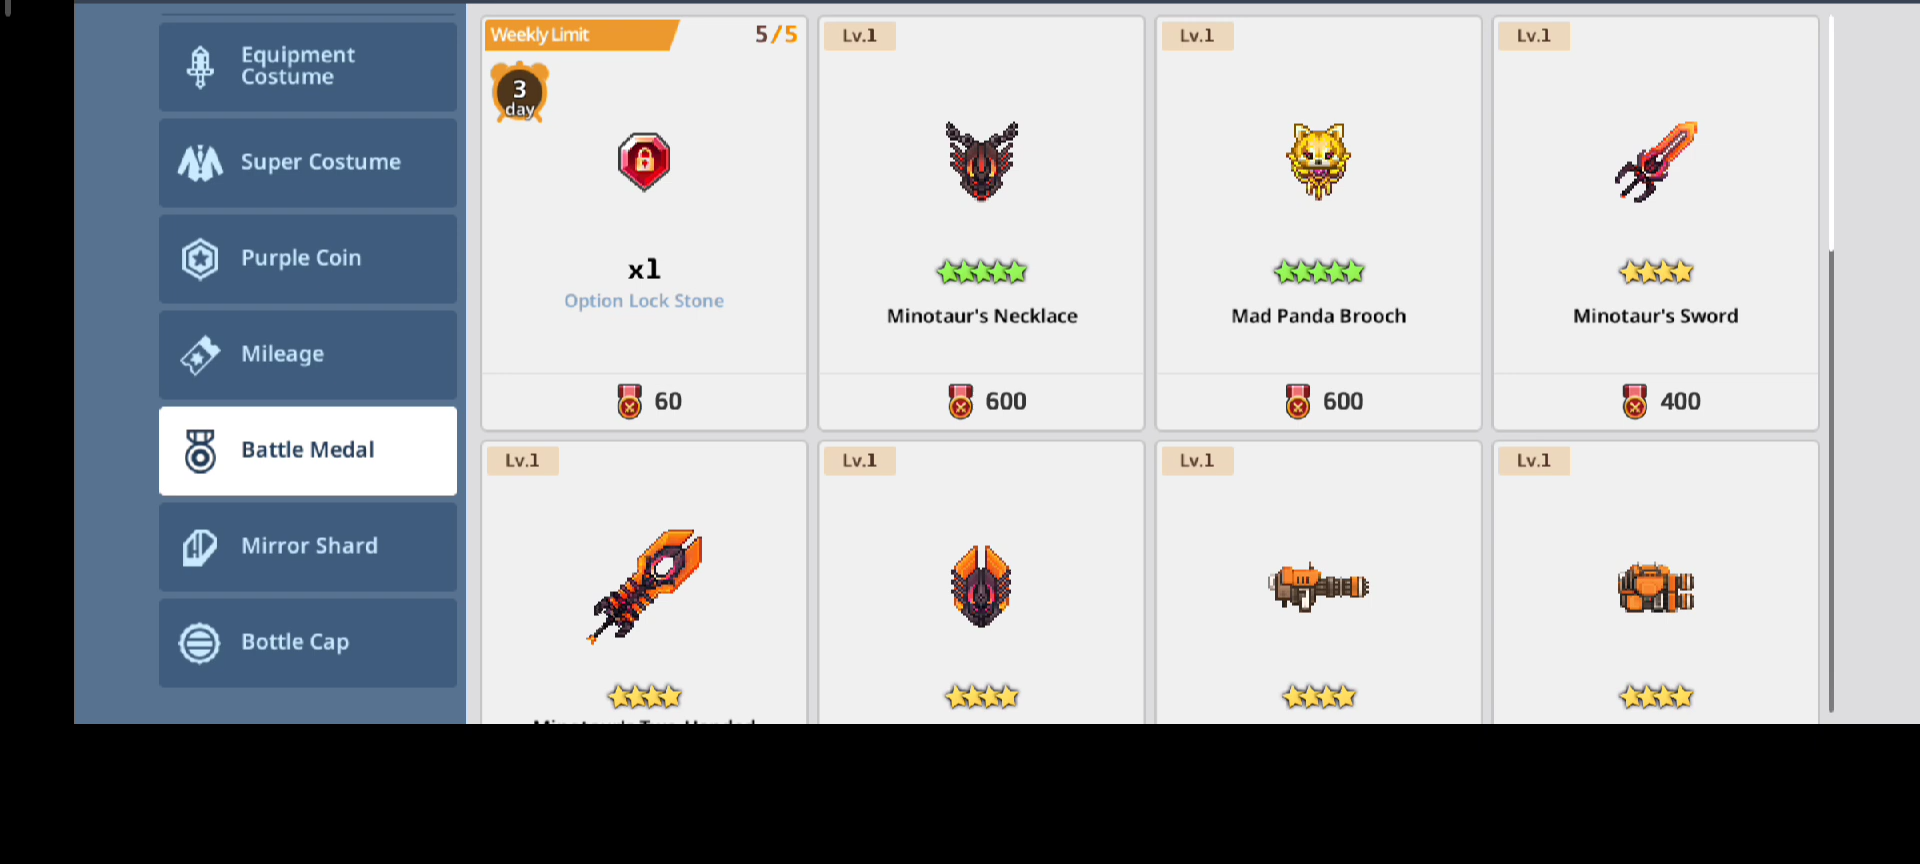 Equipment
Costume
Super Costume
Purple Coin
Mileage
Battle Medal
Mirror Shard
Bottle Cap
Weekly Limit
5/5
3
day
x1
Option Lock Stone
60
Lv.1
Minotaur's Necklace
600
Lv.1
Mad Panda Brooch
600
Lv.1
Minotaur's Sword
400
Lv.1
Lv.1
Lv.1
Lv.1